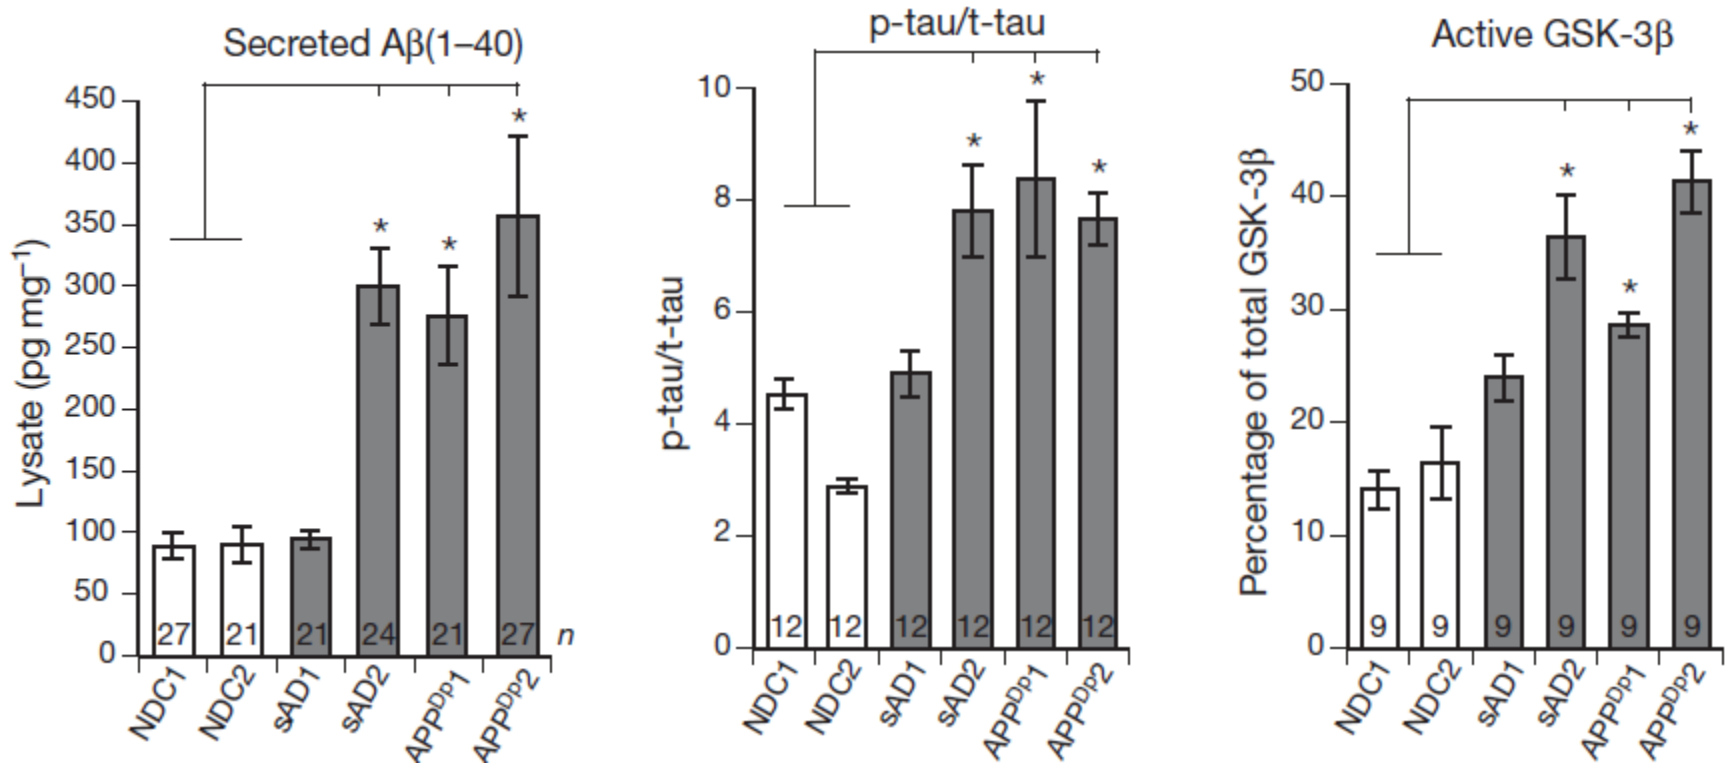 Secreted Aβ(1–40)
Lysate (pg mg⁻¹)
450
400
350
300
250
200
150
100
50
0
* * *
27 21 21 24 21 27 n
NDC1 NDC2 sAD1 sAD2 APPᴰᵖ1 APPᴰᵖ2
p-tau/t-tau
p-tau/t-tau
10
8
6
4
2
0
* * *
12 12 12 12 12 12
NDC1 NDC2 sAD1 sAD2 APPᴰᵖ1 APPᴰᵖ2
Active GSK-3β
Percentage of total GSK-3β
50
40
30
20
10
0
* * *
9 9 9 9 9 9
NDC1 NDC2 sAD1 sAD2 APPᴰᵖ1 APPᴰᵖ2